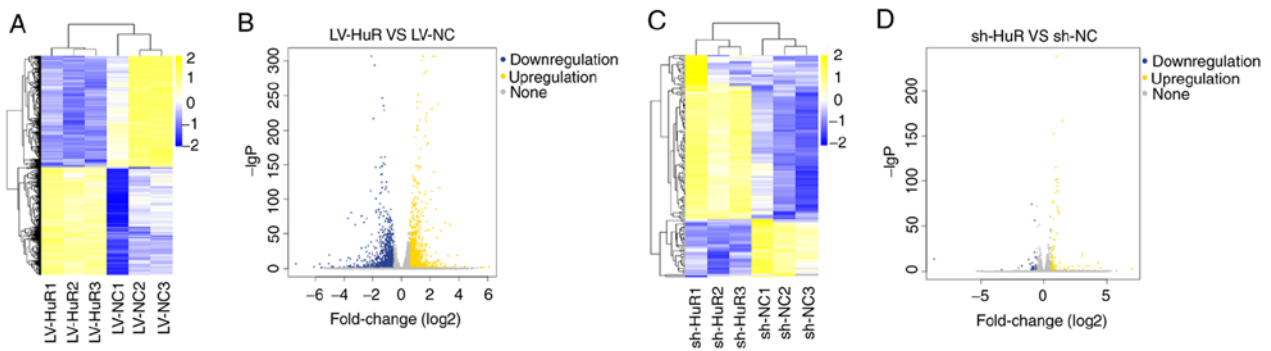 A
2
1
0
−1
−2
LV-HuR1
LV-HuR2
LV-HuR3
LV-NC1
LV-NC2
LV-NC3
B
LV-HuR VS LV-NC
Downregulation
Upregulation
None
−lgP
300
250
200
150
100
50
0
−6 −4 −2 0 2 4 6
Fold-change (log2)
C
2
1
0
−1
−2
sh-HuR1
sh-HuR2
sh-HuR3
sh-NC1
sh-NC2
sh-NC3
D
sh-HuR VS sh-NC
Downregulation
Upregulation
None
−lgP
200
150
100
50
0
−5 0 5
Fold-change (log2)